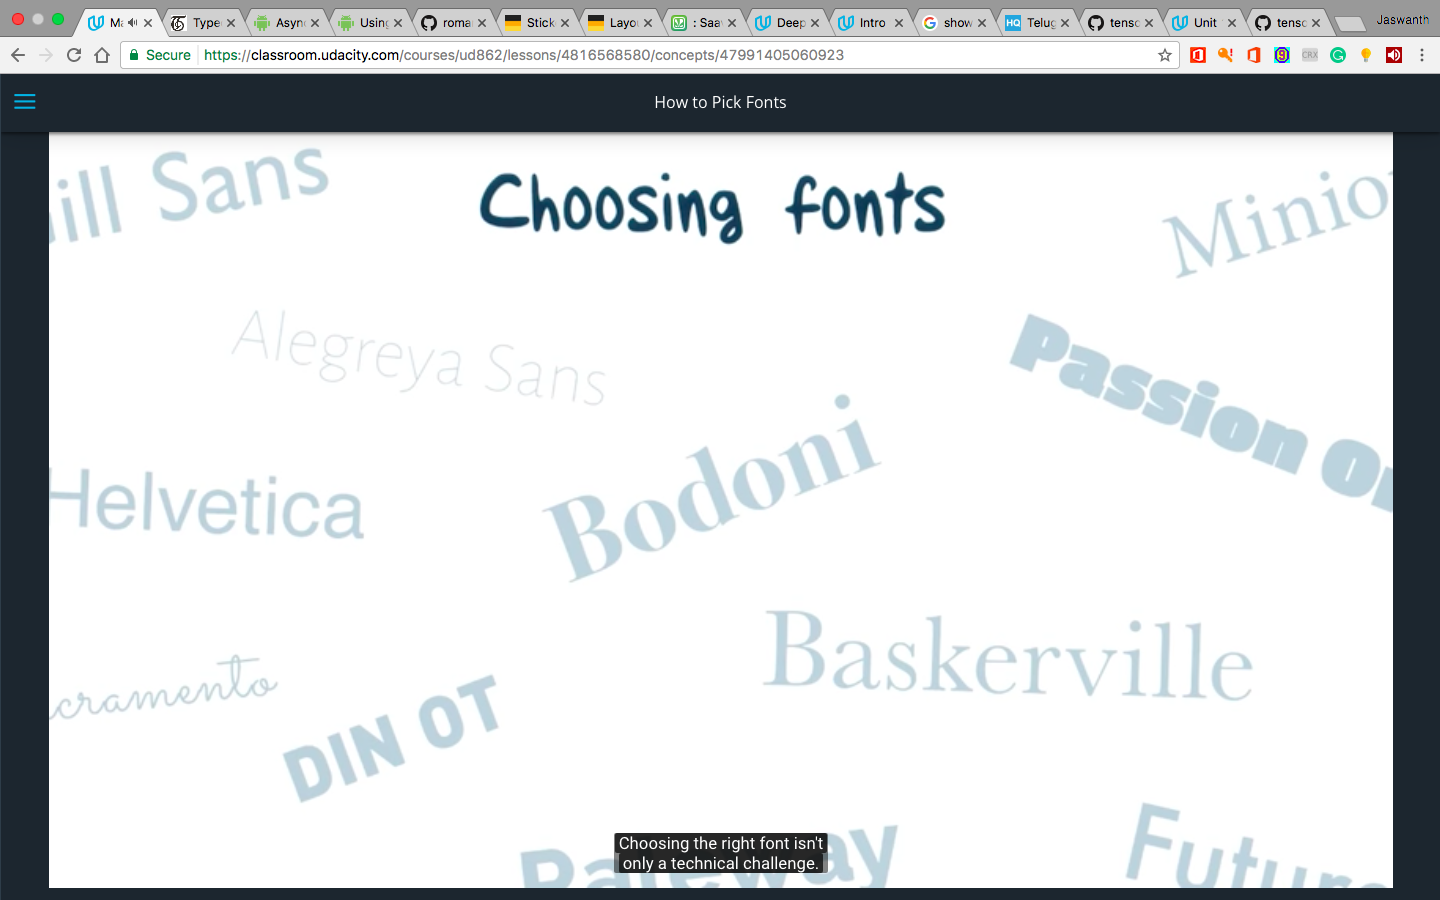 Ma
Type
Async
Using
roma
Stick
Layo
: Saa
Deep
Intro
show
Telug
tenso
Unit
tenso
Jaswanth
Secure
https://classroom.udacity.com/courses/ud862/lessons/4816568580/concepts/47991405060923
How to Pick Fonts
ill Sans
Choosing fonts
Minio
Alegreya Sans
Passion On
Helvetica
Bodoni
Baskerville
cramento
DIN OT
Choosing the right font isn't
only a technical challenge.
Futura